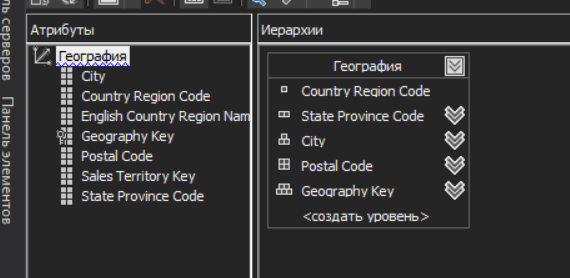 ль серверов
Панель элементов
Атрибуты
География
City
Country Region Code
English Country Region Nam
Geography Key
Postal Code
Sales Territory Key
State Province Code
Иерархии
География
Country Region Code
State Province Code
City
Postal Code
Geography Key
<создать уровень>